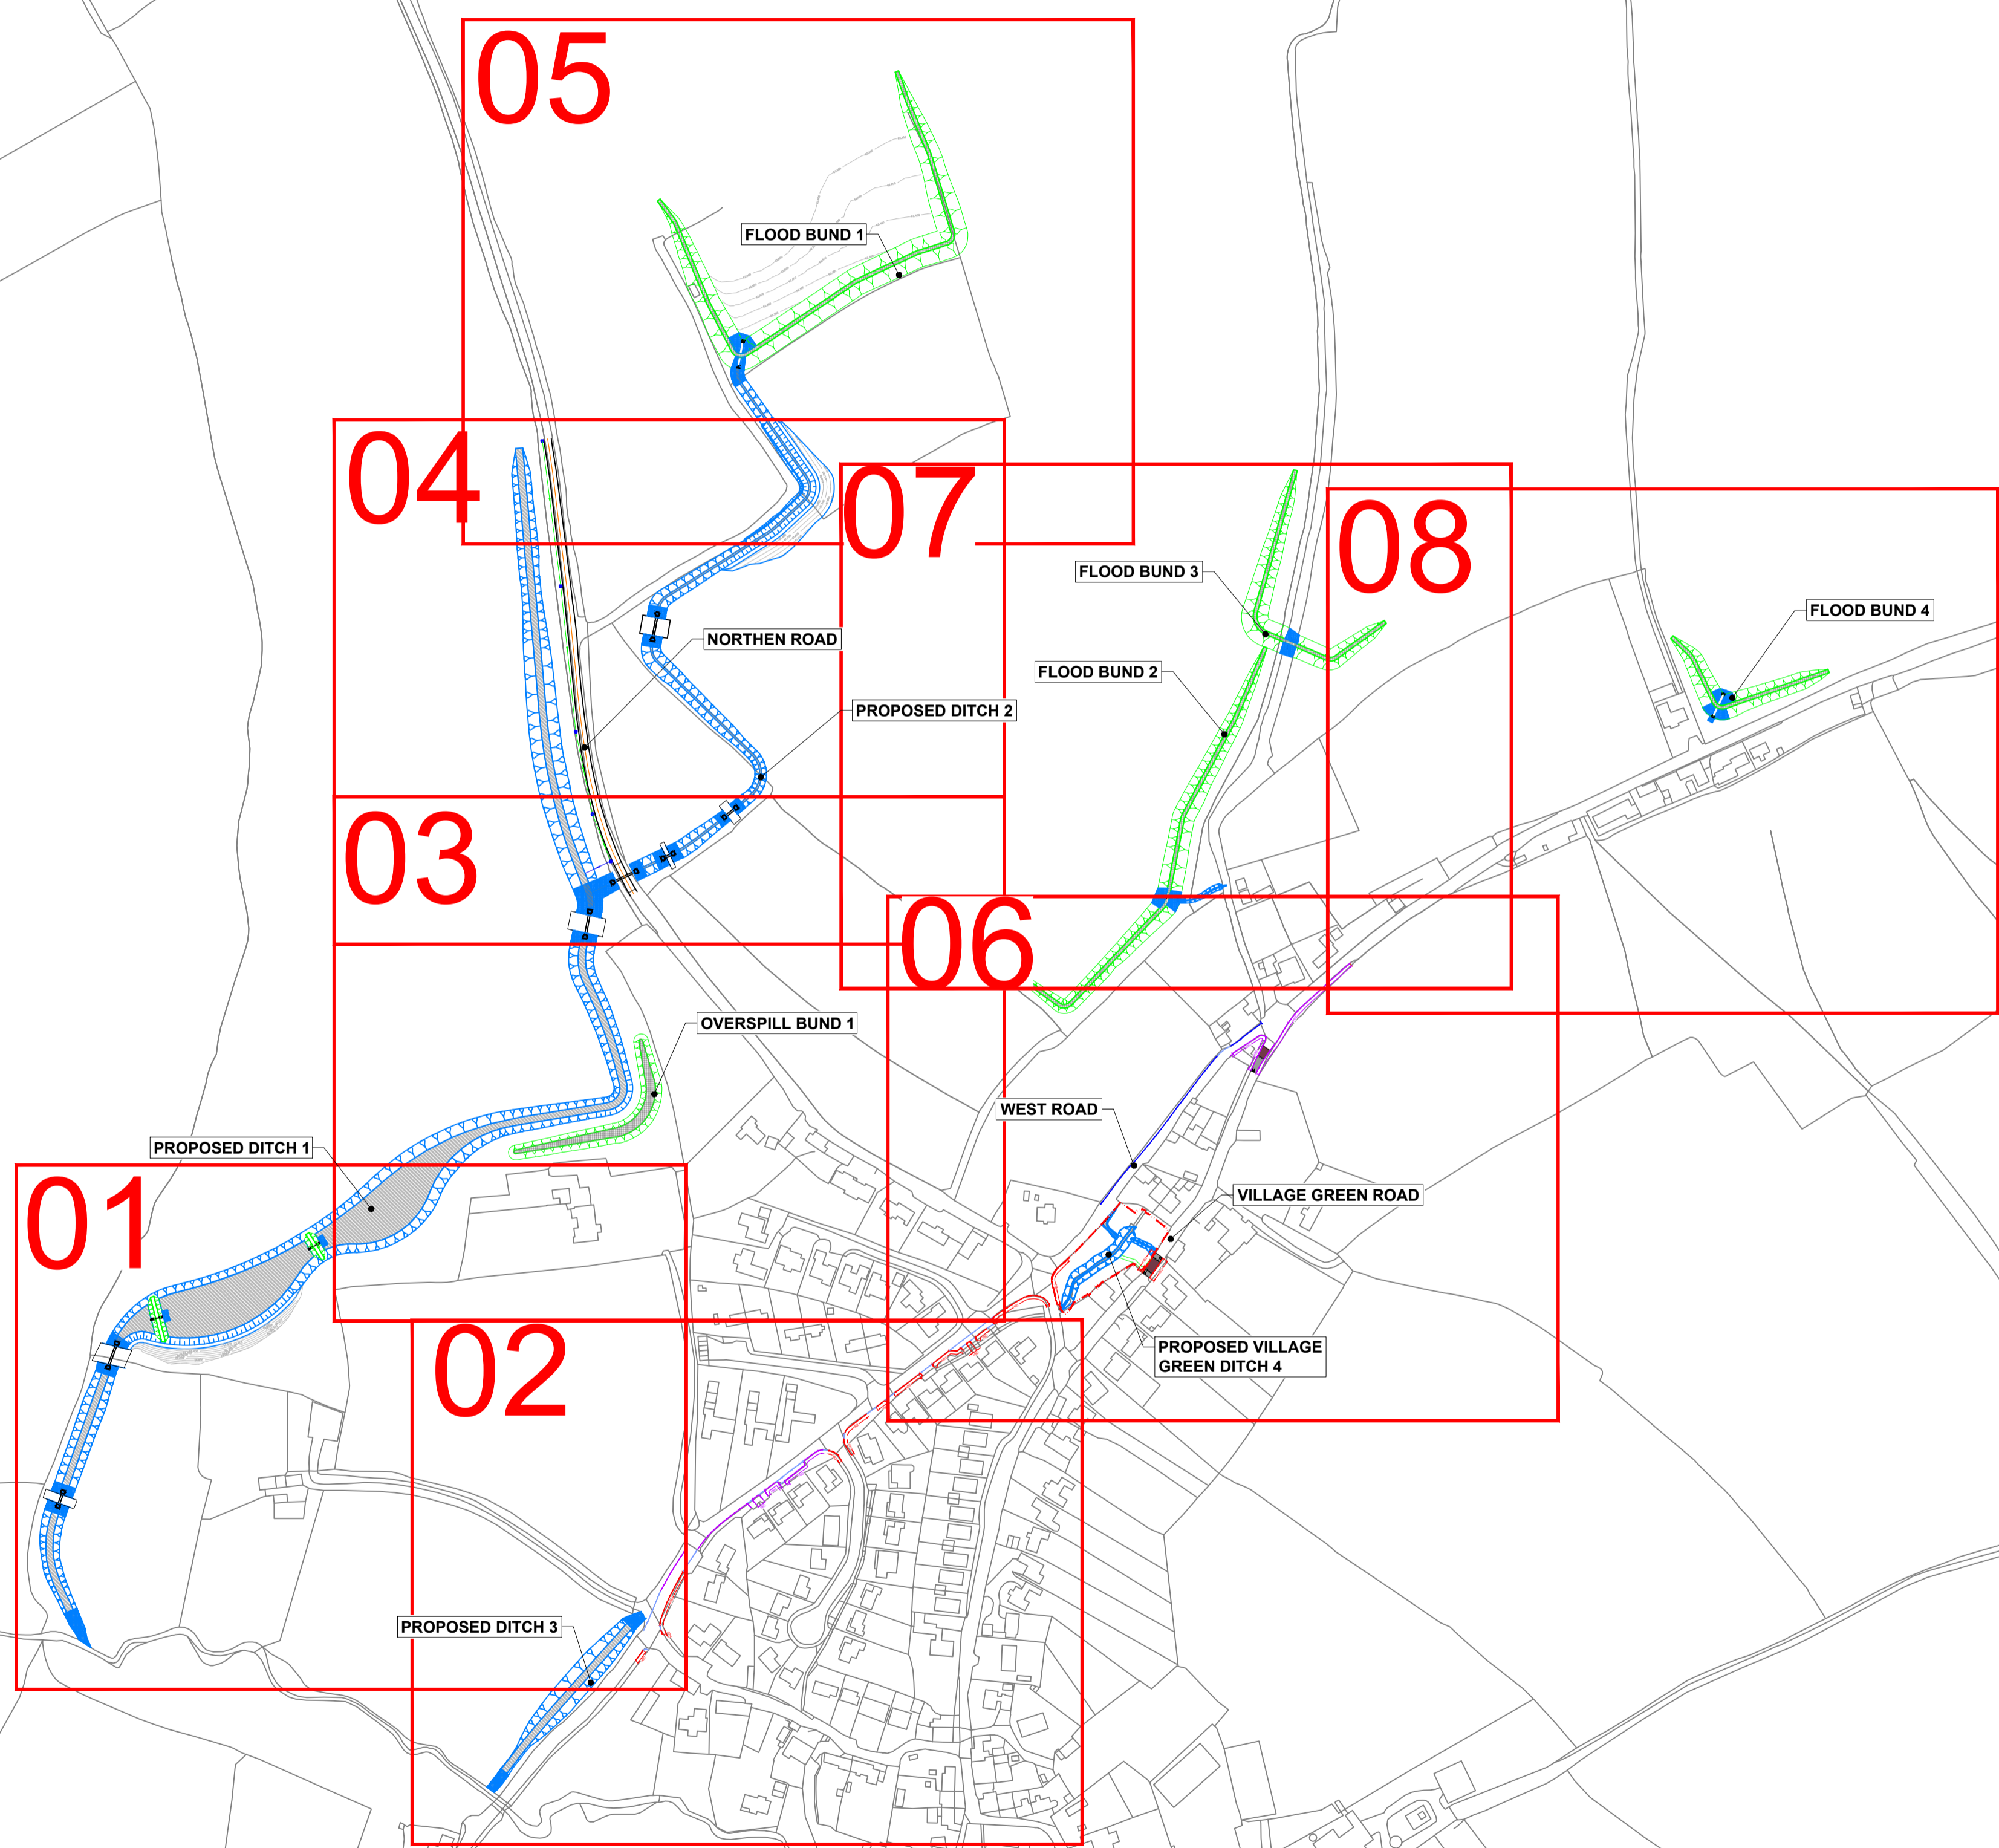 05
FLOOD BUND 1
04
07
08
FLOOD BUND 3
FLOOD BUND 4
NORTHEN ROAD
FLOOD BUND 2
PROPOSED DITCH 2
03
06
OVERSPILL BUND 1
WEST ROAD
PROPOSED DITCH 1
01
VILLAGE GREEN ROAD
02
PROPOSED VILLAGE
GREEN DITCH 4
PROPOSED DITCH 3